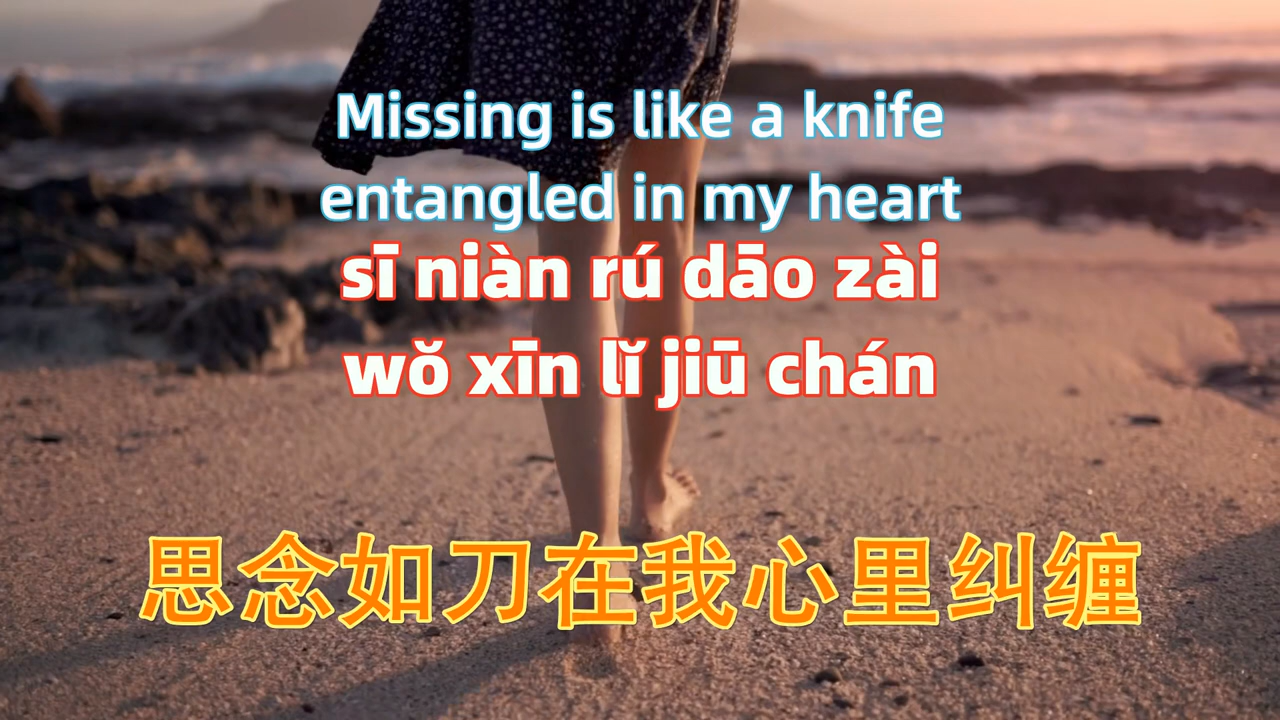 Missing is like a knife
entangled in my heart
sī niàn rú dāo zài
wǒ xīn lǐ jiū chán
思念如刀在我心里纠缠